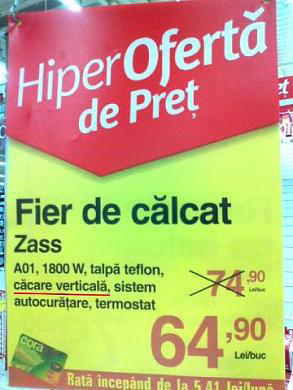 HiperOfertă
de Preț
Fier de călcat
Zass
A01, 1800 W, talpă teflon,
căcare verticală, sistem
autocurățare, termostat
74,90
Lei/buc
64,90
Lei/buc
cora
Rată începând de la 5,41 lei/lună